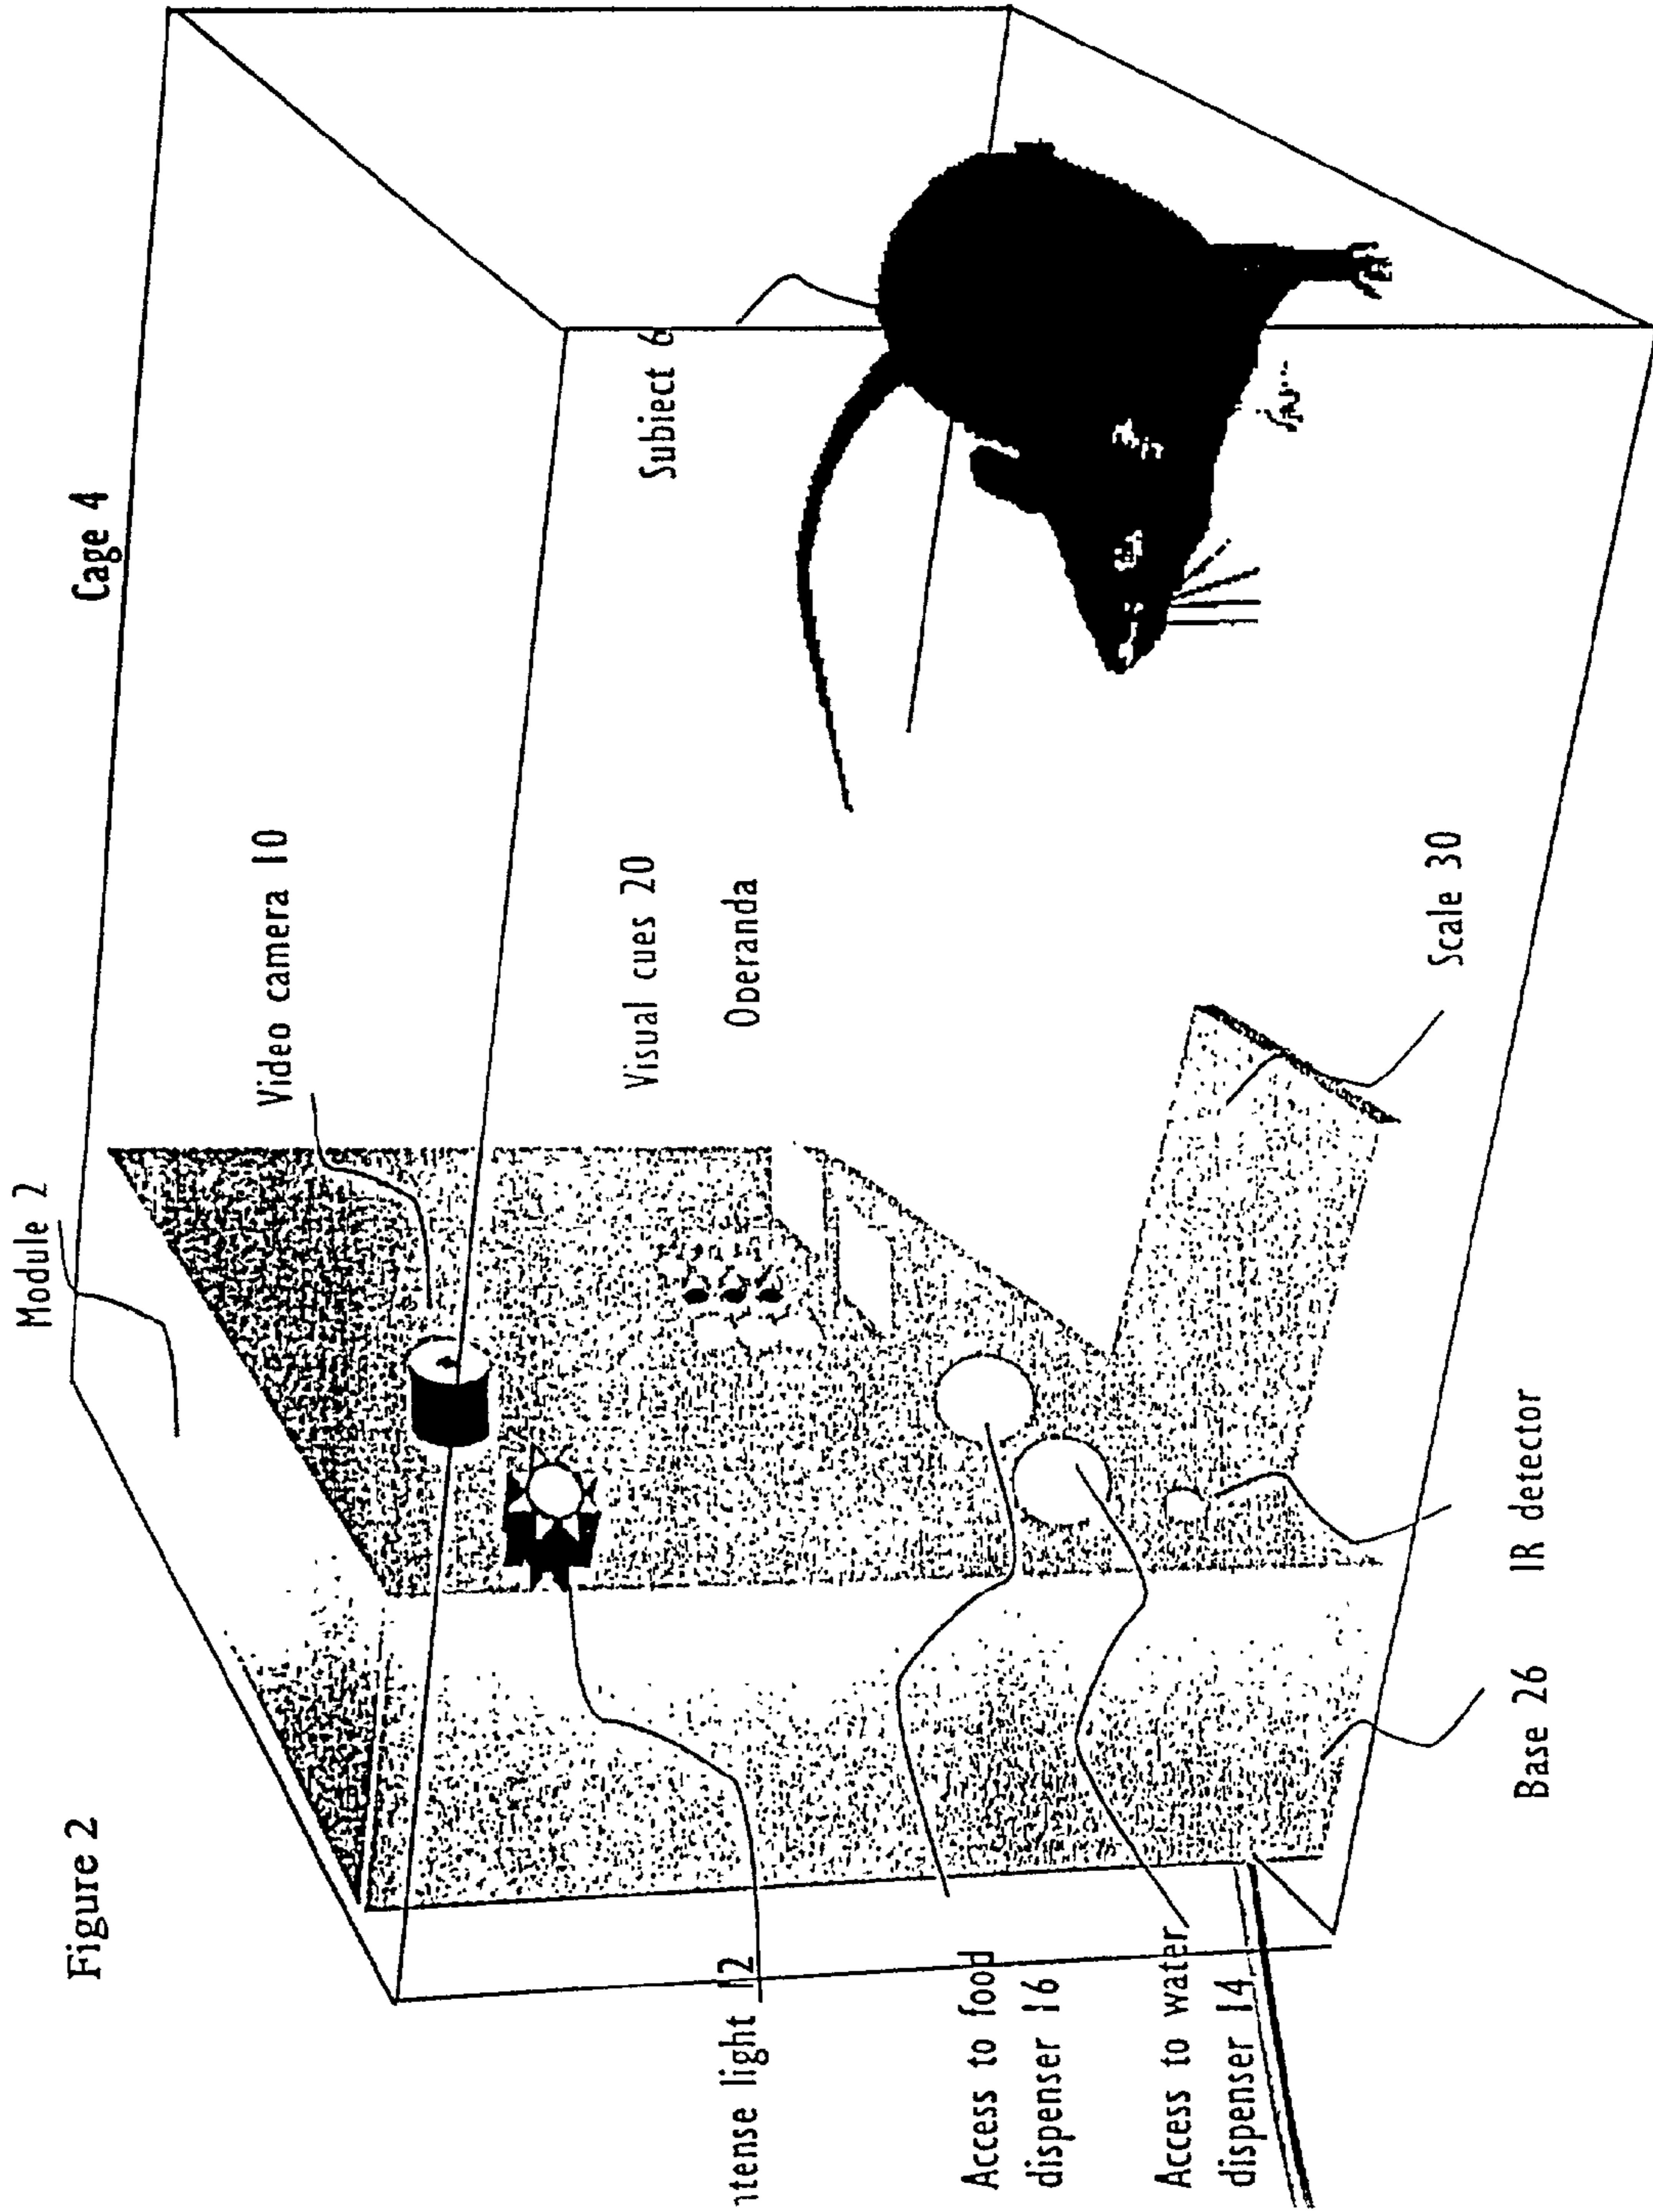 Figure 2
Module 2
Cage 4
Video camera 10
Subject 6
Visual cues 20
Operanda
ntense light 12
Access to food
dispenser 16
Access to water
dispenser 14
Scale 30
Base 26
IR detector